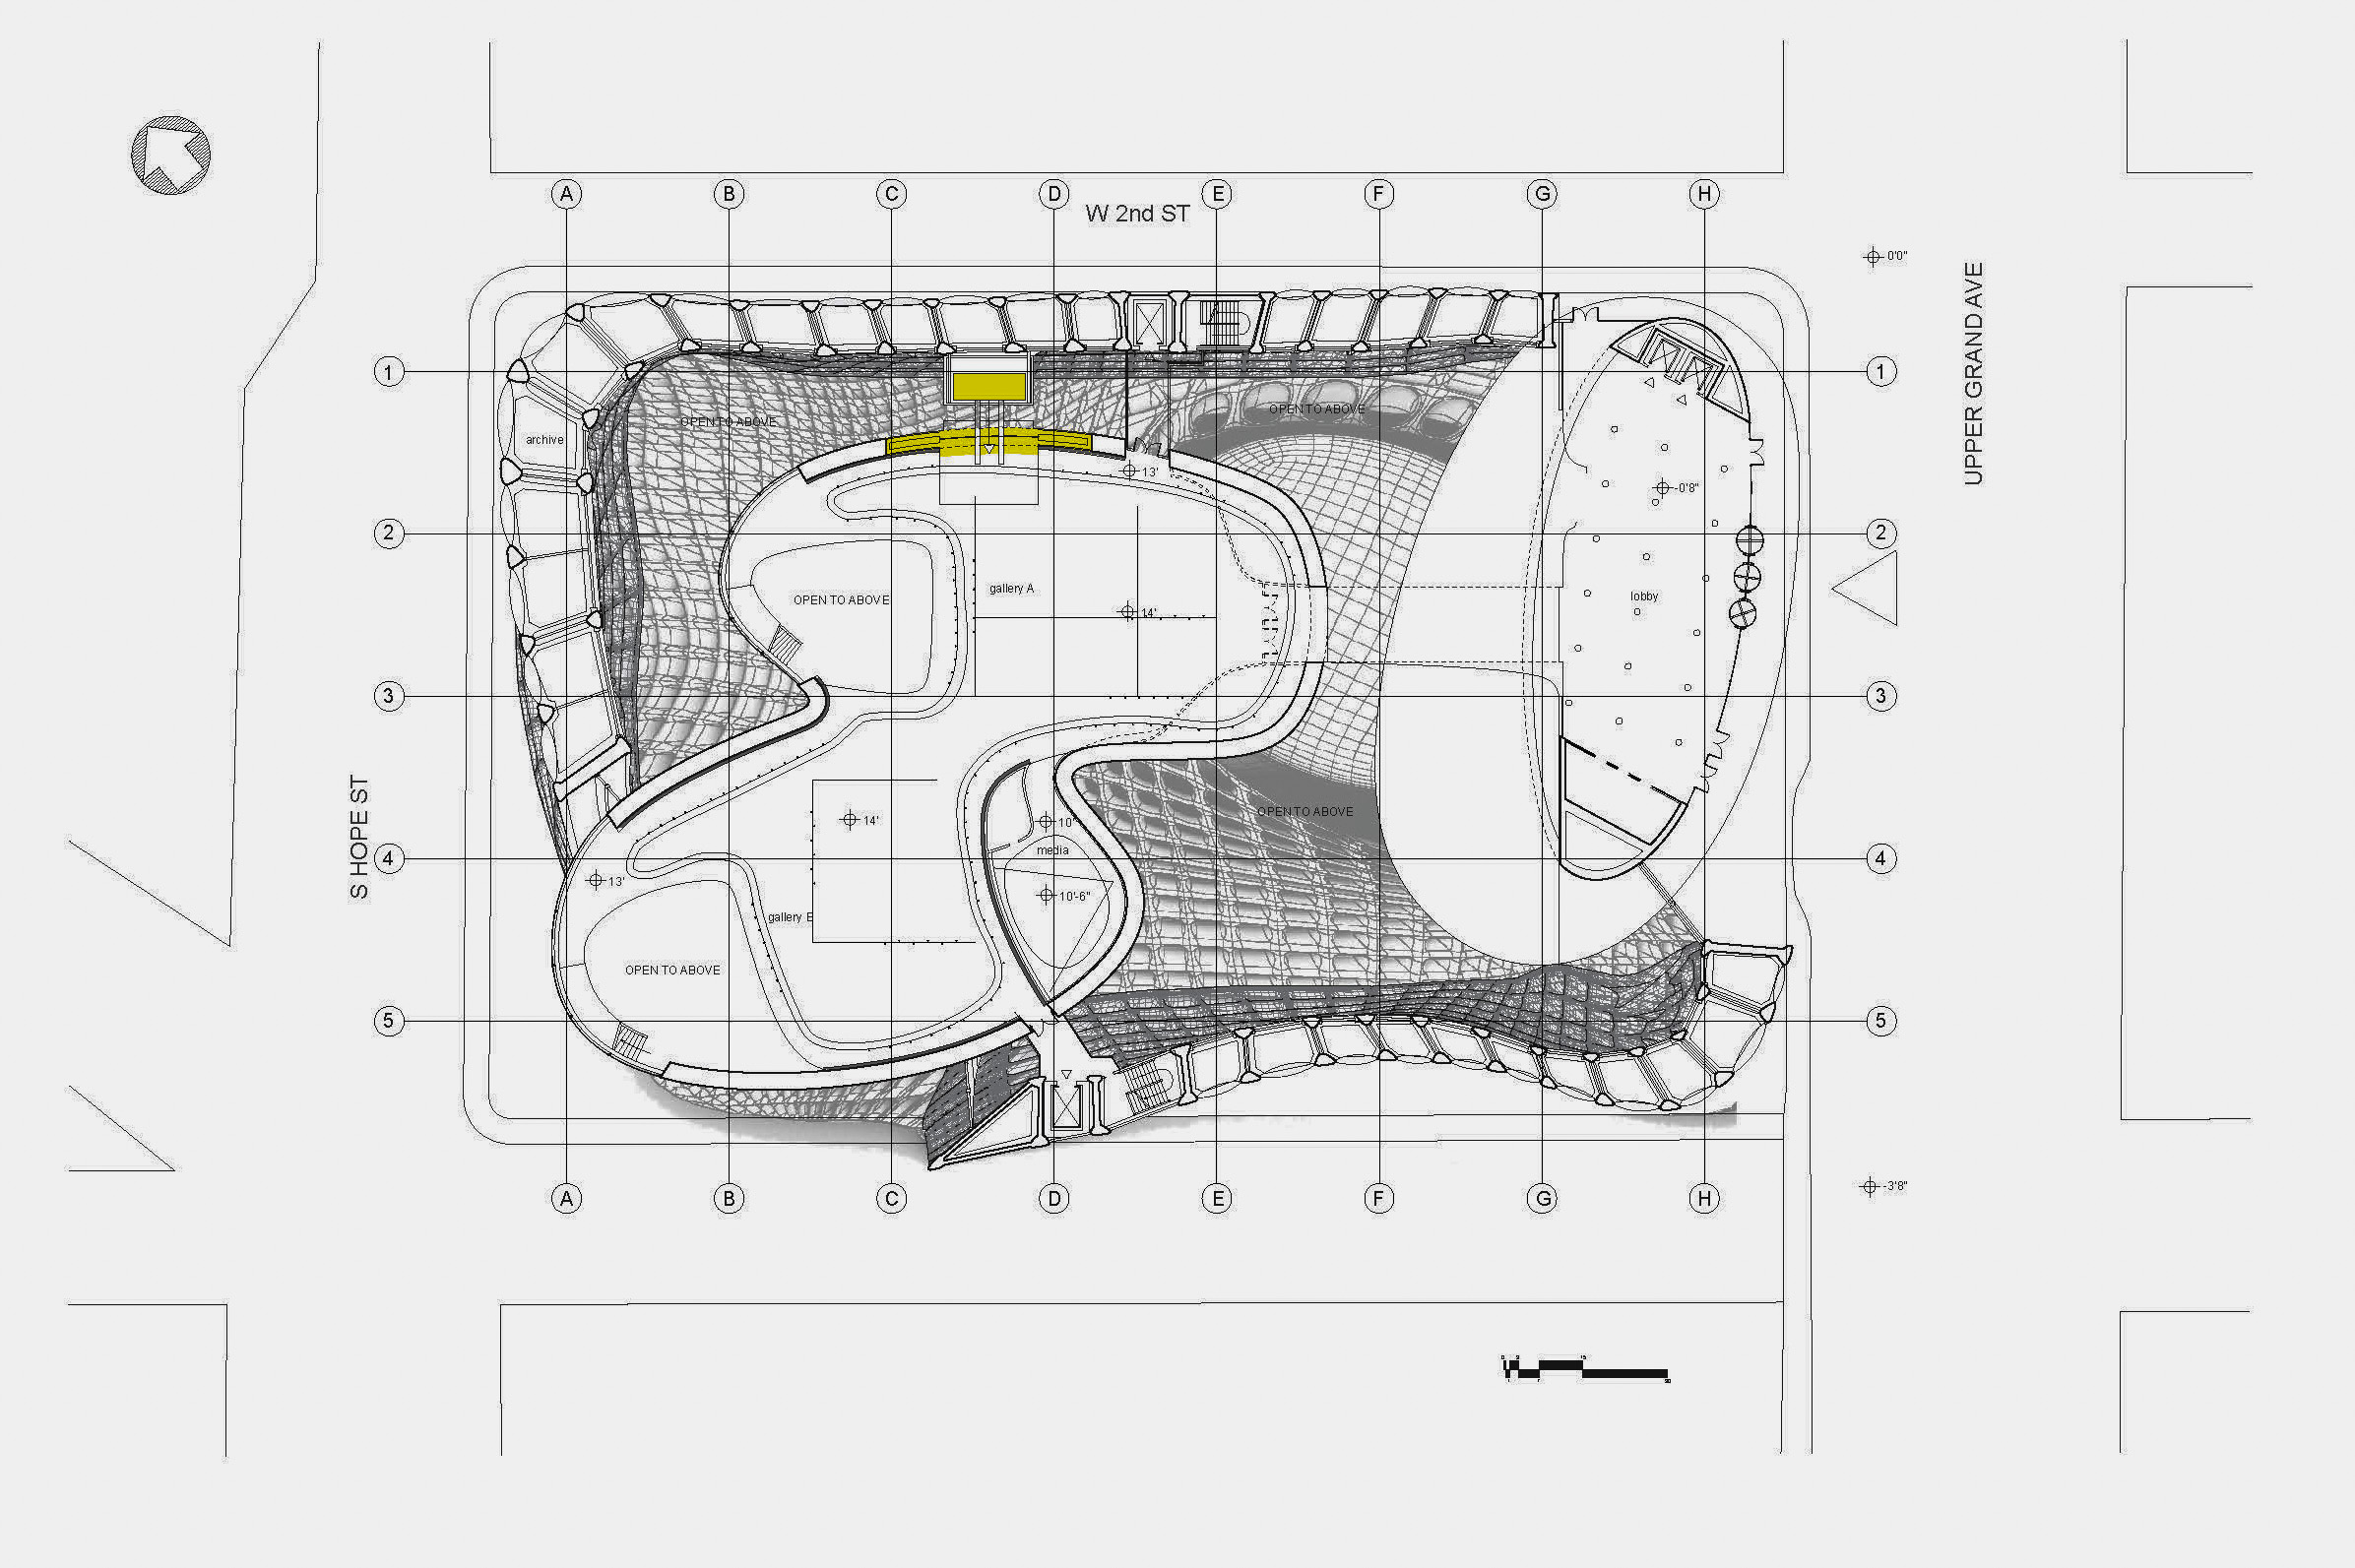 A B C D E F G H
W 2nd ST
0'0"
UPPER GRAND AVE
1 1
OPEN TO ABOVE
OPEN TO ABOVE
archive
13'
-0'8"
2 2
gallery A
OPEN TO ABOVE
14'
lobby
3 3
OPEN TO ABOVE
14'
10'
media
S HOPE ST
4 4
13'
10'-6"
gallery E
OPEN TO ABOVE
5 5
-3'8"
A B C D E F G H